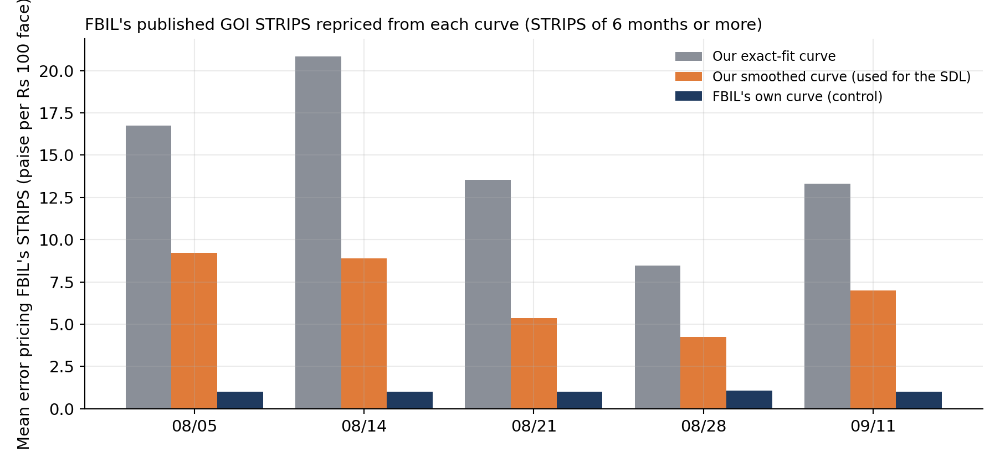 FBIL's published GOI STRIPS repriced from each curve (STRIPS of 6 months or more)
Mean error pricing FBIL's STRIPS (paise per Rs 100 face)
Our exact-fit curve
Our smoothed curve (used for the SDL)
FBIL's own curve (control)
20.0
17.5
15.0
12.5
10.0
7.5
5.0
2.5
0.0
08/05
08/14
08/21
08/28
09/11